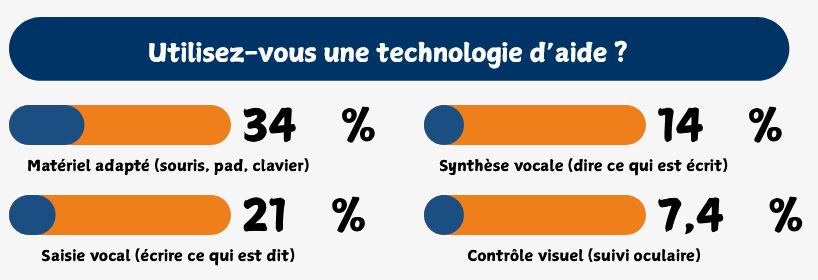 Utilisez-vous une technologie d'aide ?
34 %
Matériel adapté (souris, pad, clavier)
14 %
Synthèse vocale (dire ce qui est écrit)
21 %
Saisie vocal (écrire ce qui est dit)
7,4 %
Contrôle visuel (suivi oculaire)